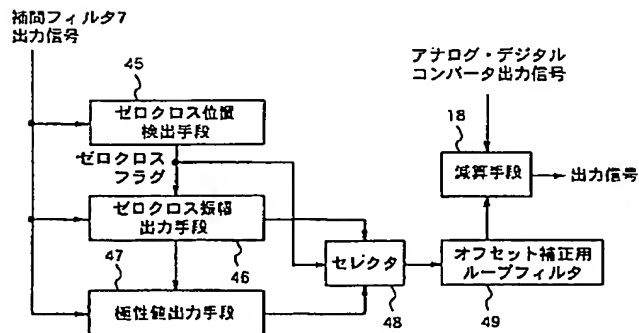 補間フィルタ7
出力信号
45
ゼロクロス位置
検出手段
ゼロクロス
フラグ
ゼロクロス振幅
出力手段
46
47
極性値出力手段
アナログ・デジタル
コンバータ出力信号
18
減算手段
出力信号
セレクタ
48
オフセット補正用
ループフィルタ
49